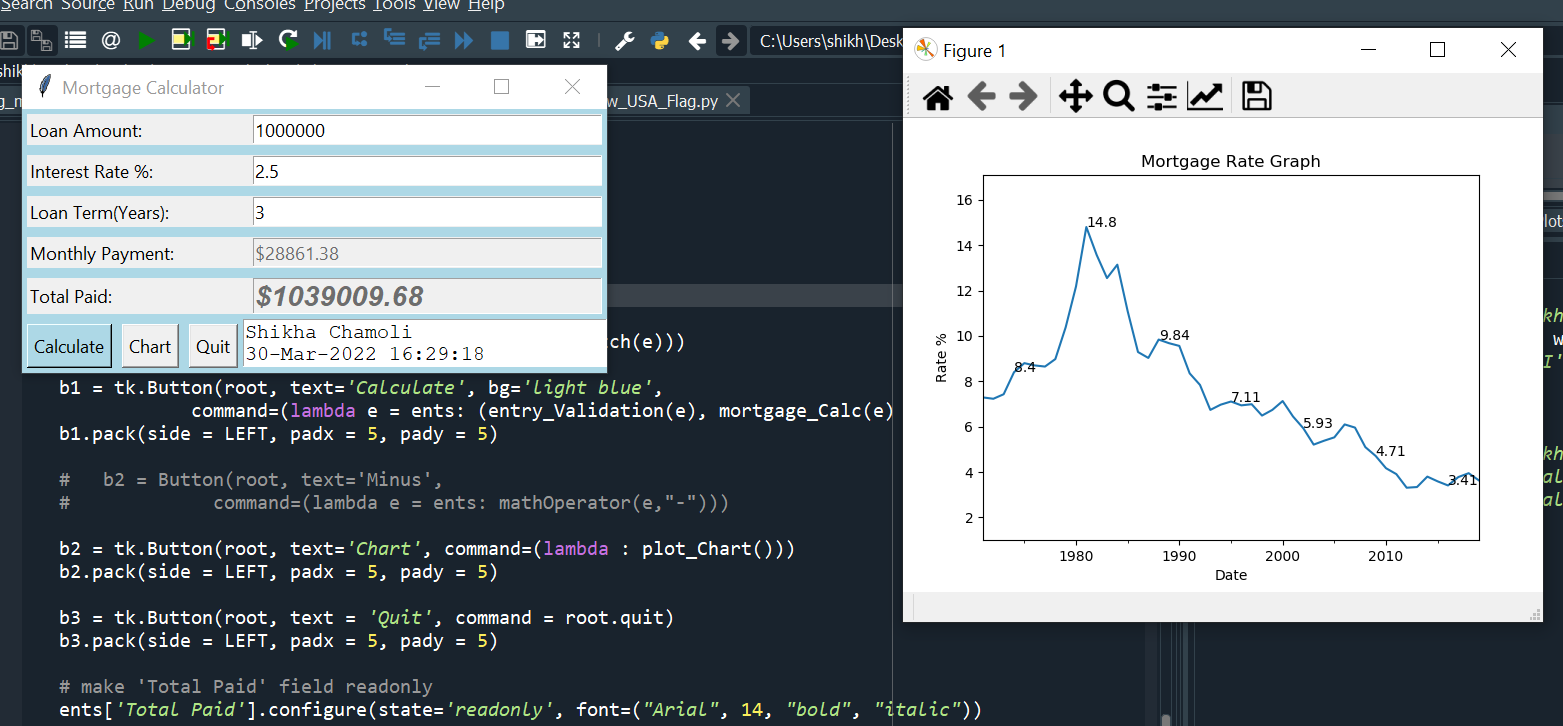 Search Source Run Debug Consoles Projects Tools View Help
C:\Users\shikh\Desk
shik
w_USA_Flag.py
Mortgage Calculator
Loan Amount: 1000000
Interest Rate %: 2.5
Loan Term(Years): 3
Monthly Payment: $28861.38
Total Paid: $1039009.68
Calculate Chart Quit
Shikha Chamoli
30-Mar-2022 16:29:18
ch(e)))
b1 = tk.Button(root, text='Calculate', bg='light blue',
command=(lambda e = ents: (entry_Validation(e), mortgage_Calc(e)
b1.pack(side = LEFT, padx = 5, pady = 5)
#   b2 = Button(root, text='Minus',
#             command=(lambda e = ents: mathOperator(e,"-")))
b2 = tk.Button(root, text='Chart', command=(lambda : plot_Chart()))
b2.pack(side = LEFT, padx = 5, pady = 5)
b3 = tk.Button(root, text = 'Quit', command = root.quit)
b3.pack(side = LEFT, padx = 5, pady = 5)
# make 'Total Paid' field readonly
ents['Total Paid'].configure(state='readonly', font=("Arial", 14, "bold", "italic"))
Figure 1
Mortgage Rate Graph
Rate %
16
14
12
10
8
6
4
2
14.8
9.84
8.4
7.11
5.93
4.71
3.41
1980 1990 2000 2010
Date
lot
kh
w
I'
kh
al
al